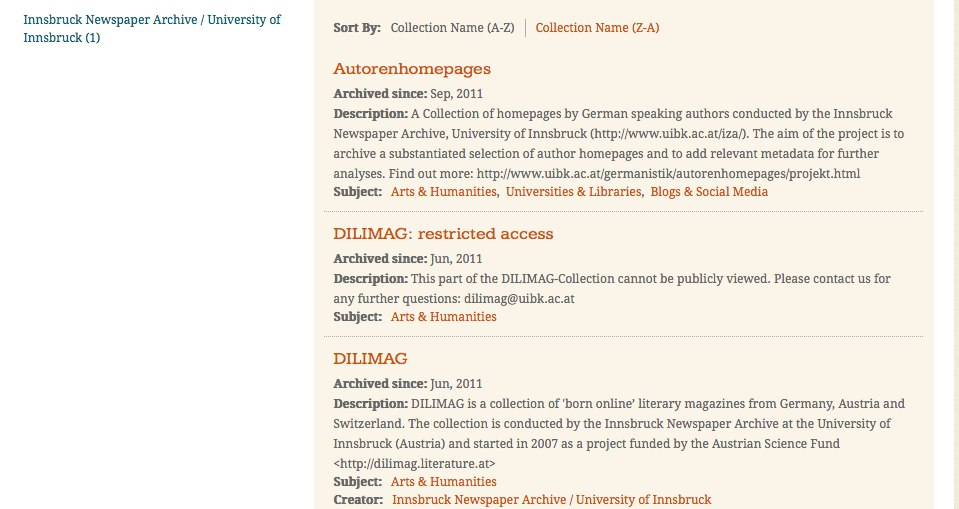 Innsbruck Newspaper Archive / University of
Innsbruck (1)
Sort By: Collection Name (A-Z) Collection Name (Z-A)
Autorenhomepages
Archived since: Sep, 2011
Description: A Collection of homepages by German speaking authors conducted by the Innsbruck
Newspaper Archive, University of Innsbruck (http://www.uibk.ac.at/iza/). The aim of the project is to
archive a substantiated selection of author homepages and to add relevant metadata for further
analyses. Find out more: http://www.uibk.ac.at/germanistik/autorenhomepages/projekt.html
Subject: Arts & Humanities, Universities & Libraries, Blogs & Social Media
DILIMAG: restricted access
Archived since: Jun, 2011
Description: This part of the DILIMAG-Collection cannot be publicly viewed. Please contact us for
any further questions: dilimag@uibk.ac.at
Subject: Arts & Humanities
DILIMAG
Archived since: Jun, 2011
Description: DILIMAG is a collection of 'born online’ literary magazines from Germany, Austria and
Switzerland. The collection is conducted by the Innsbruck Newspaper Archive at the University of
Innsbruck (Austria) and started in 2007 as a project funded by the Austrian Science Fund
<http://dilimag.literature.at>
Subject: Arts & Humanities
Creator: Innsbruck Newspaper Archive / University of Innsbruck